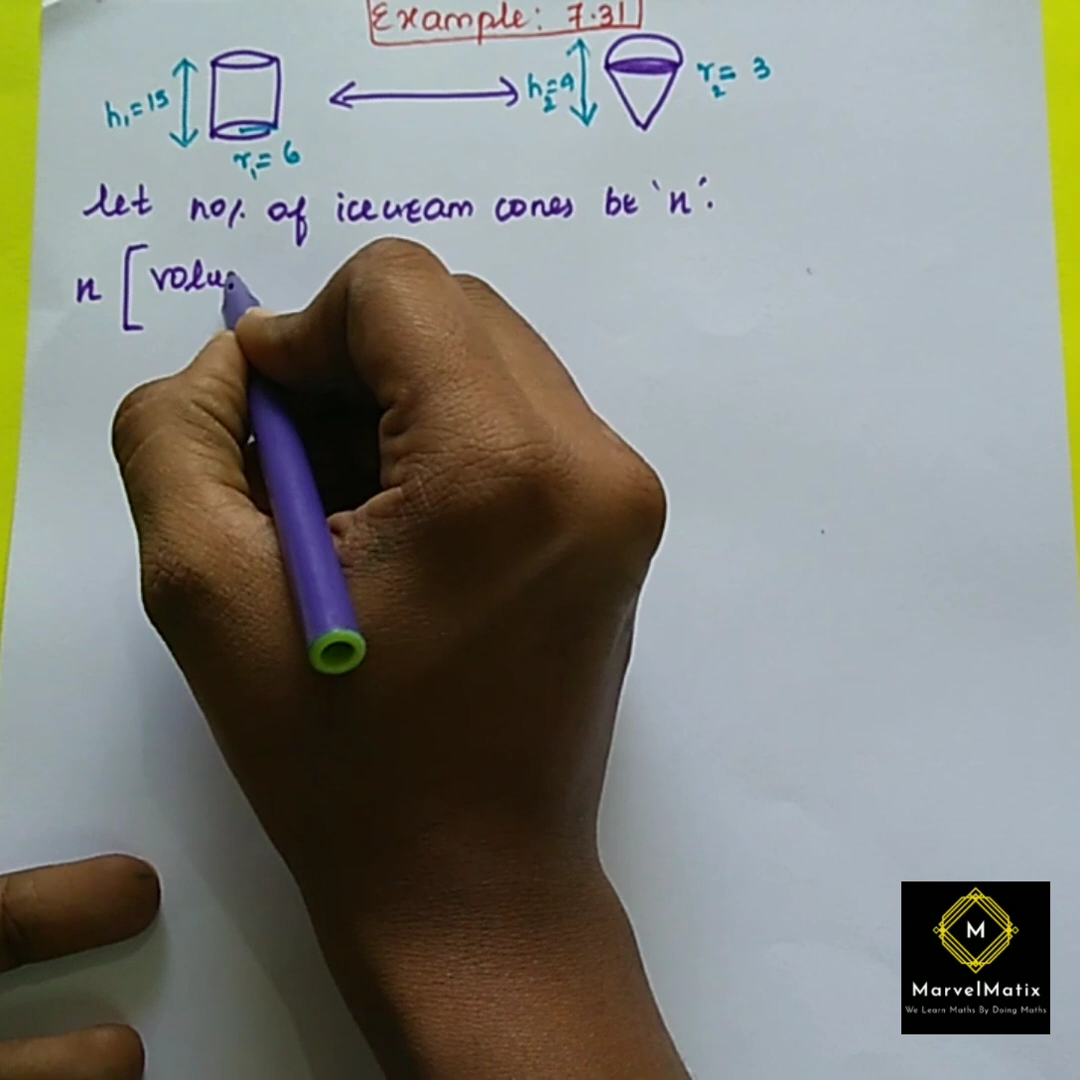 Example: 7.31
h₁=15
h₂=9
r₂= 3
r₁= 6
let no/. of icecream cones be 'n'.
n [volu
M
MarvelMatix
We Learn Maths By Doing Maths